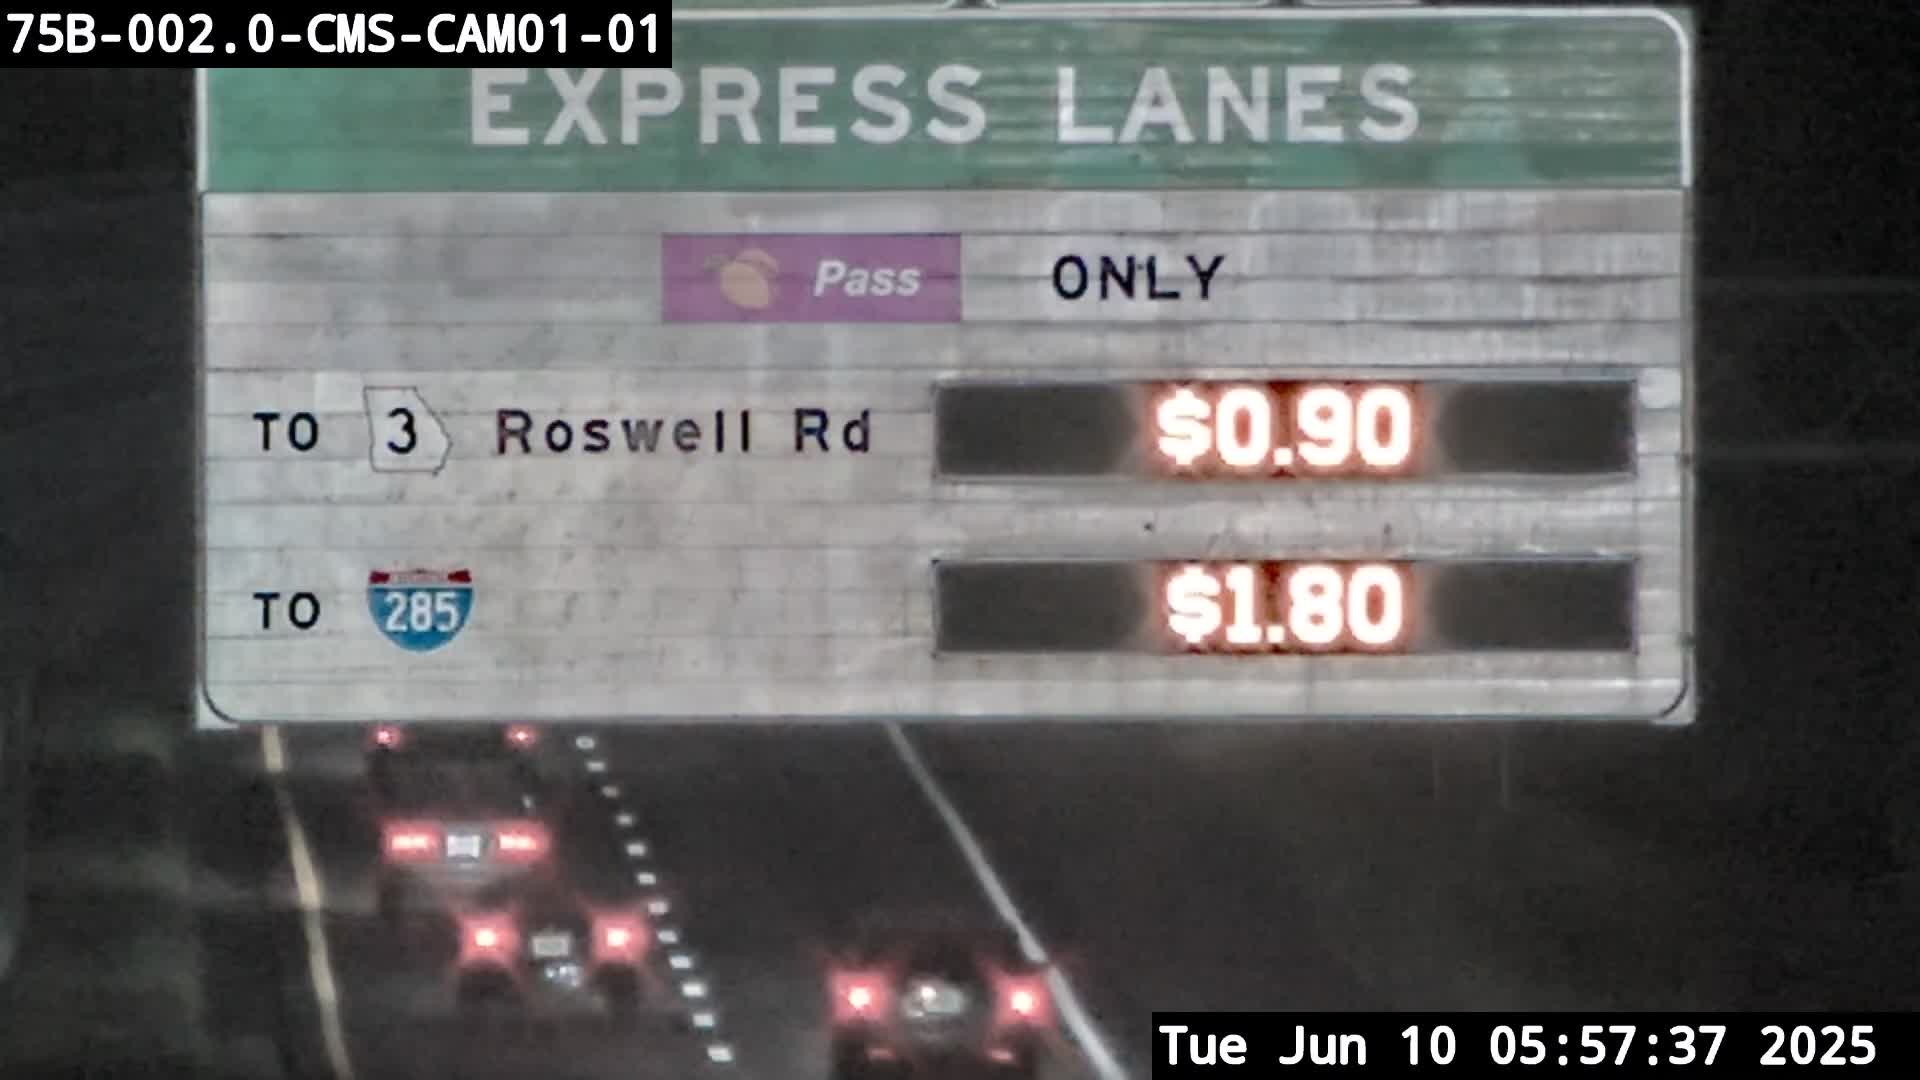 75B-002.0-CMS-CAM01-01
EXPRESS LANES
Pass ONLY
TO 3 Roswell Rd $0.90
TO 285 $1.80
Tue Jun 10 05:57:37 2025